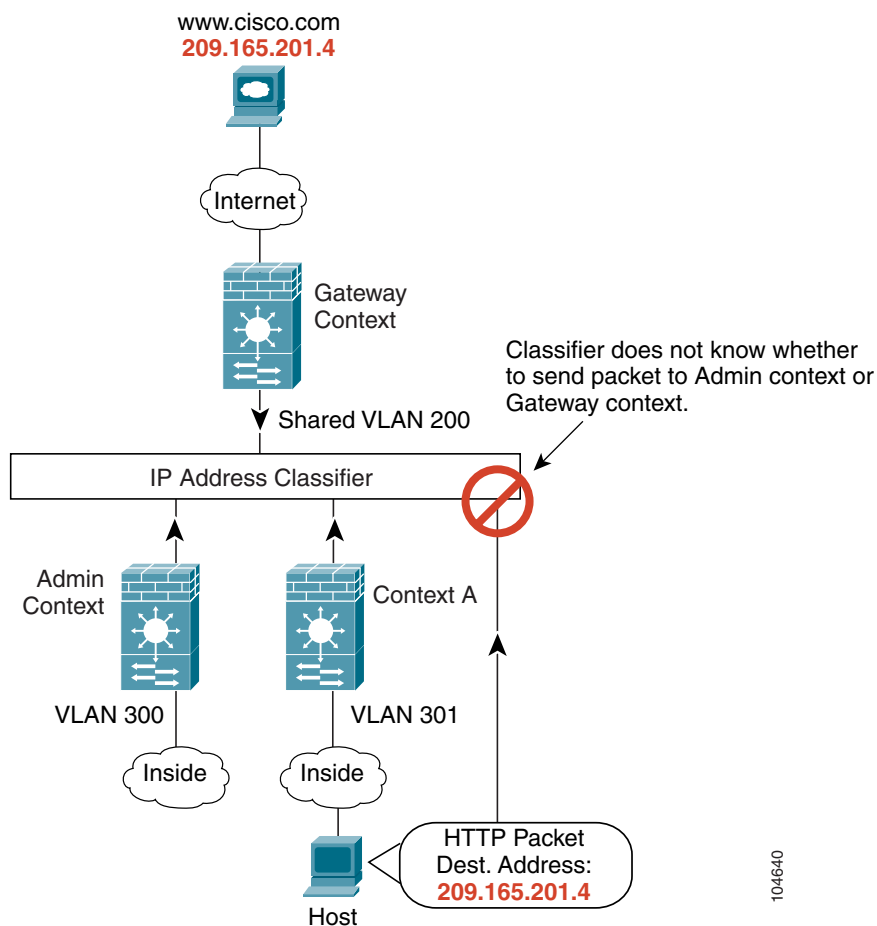 www.cisco.com
209.165.201.4
Internet
Gateway
Context
Classifier does not know whether
to send packet to Admin context or
Gateway context.
Shared VLAN 200
IP Address Classifier
Admin
Context
Context A
VLAN 300
VLAN 301
Inside
Inside
HTTP Packet
Dest. Address:
209.165.201.4
Host
104640